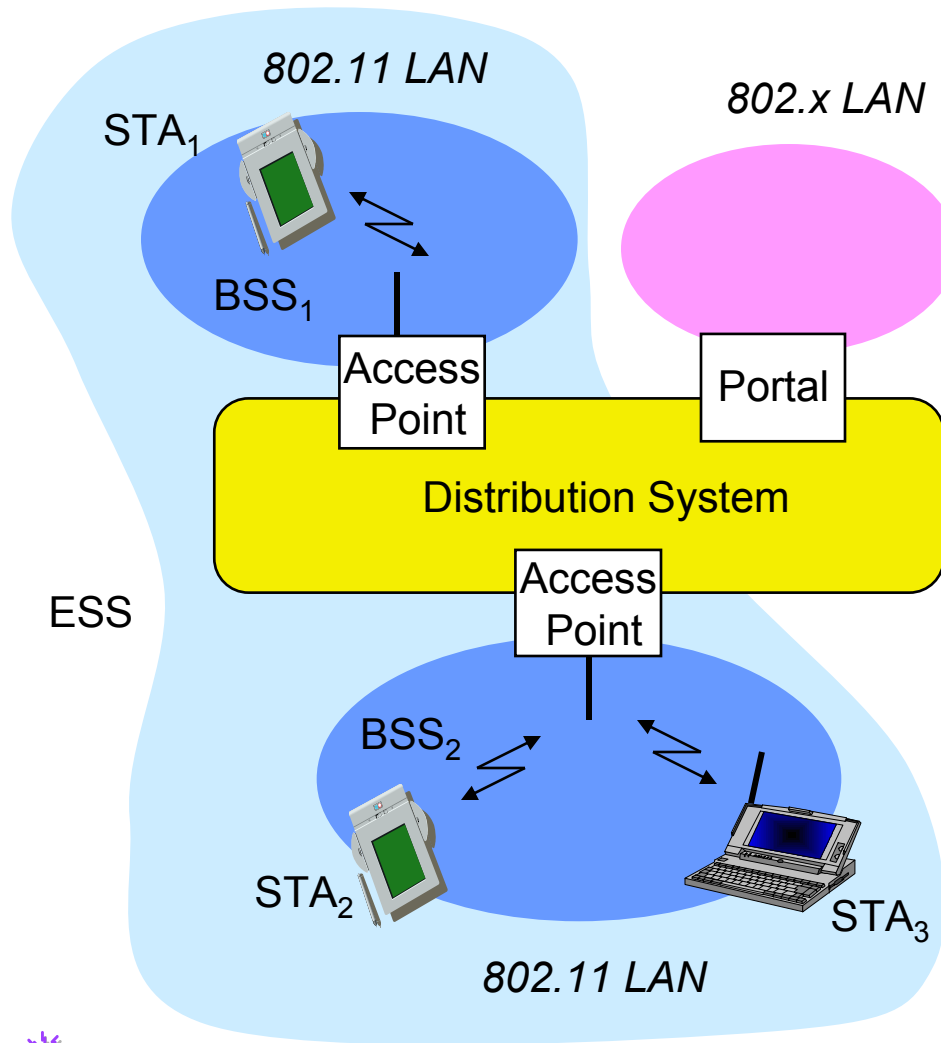 802.11 LAN
802.x LAN
STA₁
BSS₁
Access
Point
Portal
Distribution System
Access
Point
ESS
BSS₂
STA₂
STA₃
802.11 LAN